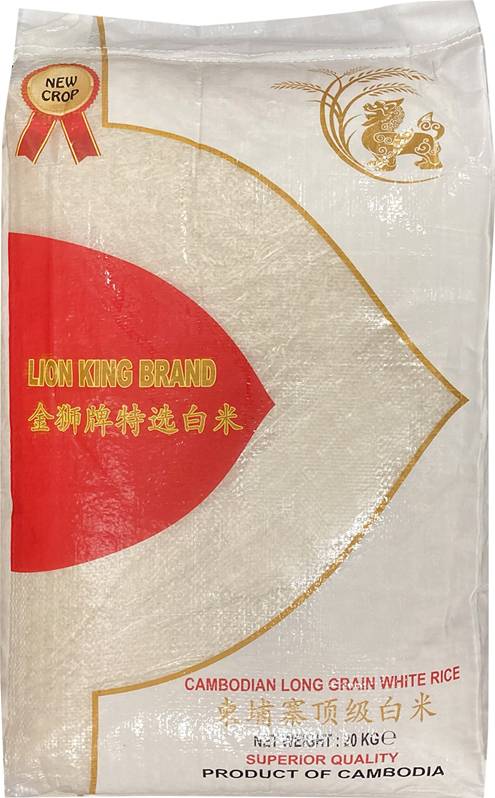 NEW
CROP
LION KING BRAND
金狮牌特选白米
CAMBODIAN LONG GRAIN WHITE RICE
柬埔寨顶级白米
NET WEIGHT : 20 KG ℮
SUPERIOR QUALITY
PRODUCT OF CAMBODIA